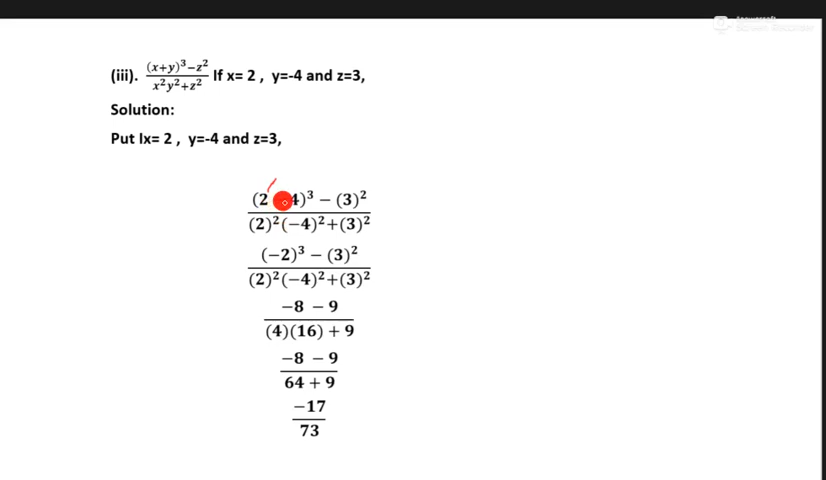 (iii). (x+y)³−z² / x²y²+z² If x= 2 , y=-4 and z=3,
Solution:
Put Ix= 2 , y=-4 and z=3,
(2 4)³ − (3)²
(2)²(−4)²+(3)²
(−2)³ − (3)²
(2)²(−4)²+(3)²
−8 − 9
(4)(16) + 9
−8 − 9
64 + 9
−17
73